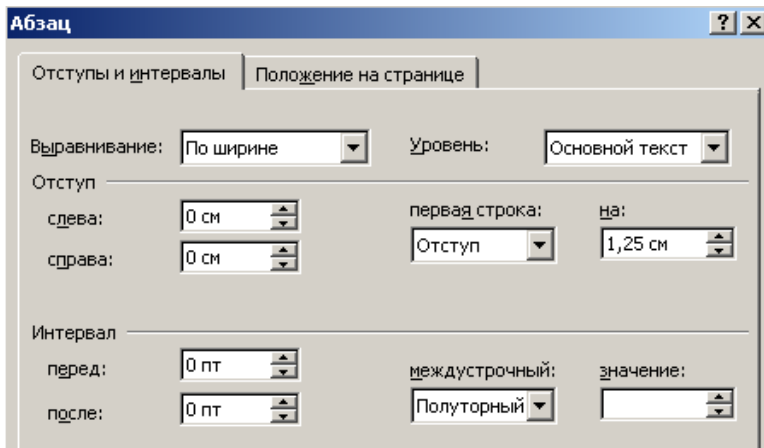 Абзац
Отступы и интервалы Положение на странице
Выравнивание: По ширине Уровень: Основной текст
Отступ
слева: 0 см первая строка: на:
справа: 0 см Отступ 1,25 см
Интервал
перед: 0 пт междустрочный: значение:
после: 0 пт Полуторный